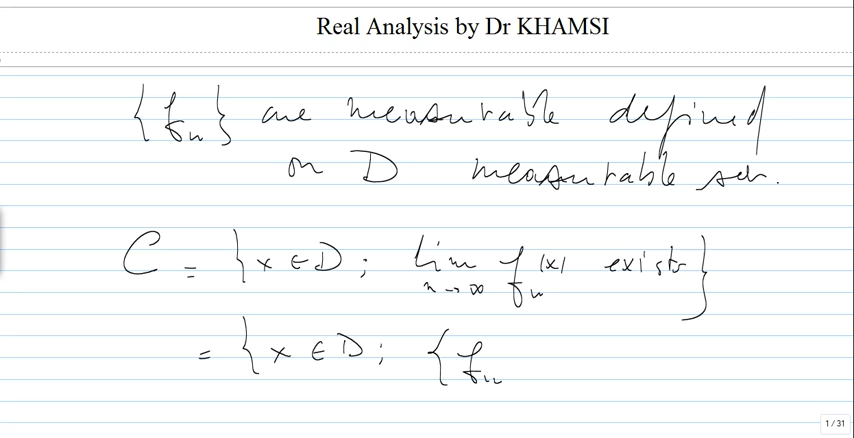 Real Analysis by Dr KHAMSI
{fₙ} are measurable defined
on D measurable set.
C = {x ∈ D; lim fₙ(x) exists}
n → ∞
= {x ∈ D; {fₙ
1 / 31